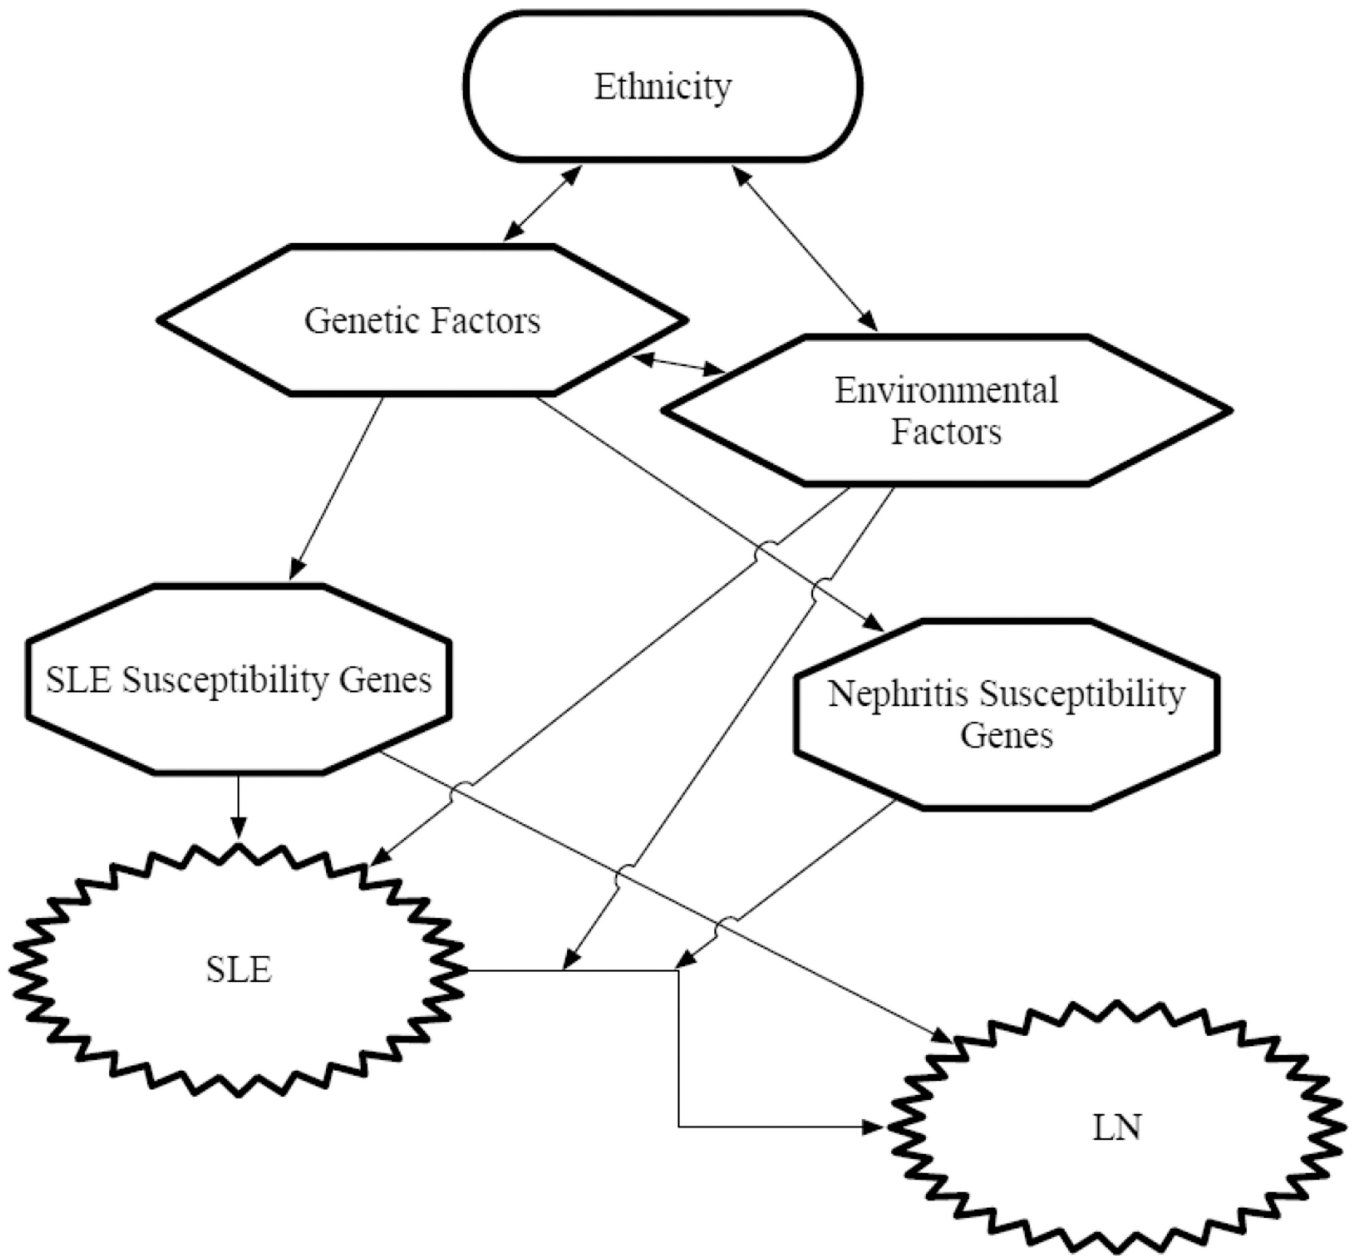 Ethnicity
Genetic Factors
Environmental
Factors
SLE Susceptibility Genes
Nephritis Susceptibility
Genes
SLE
LN